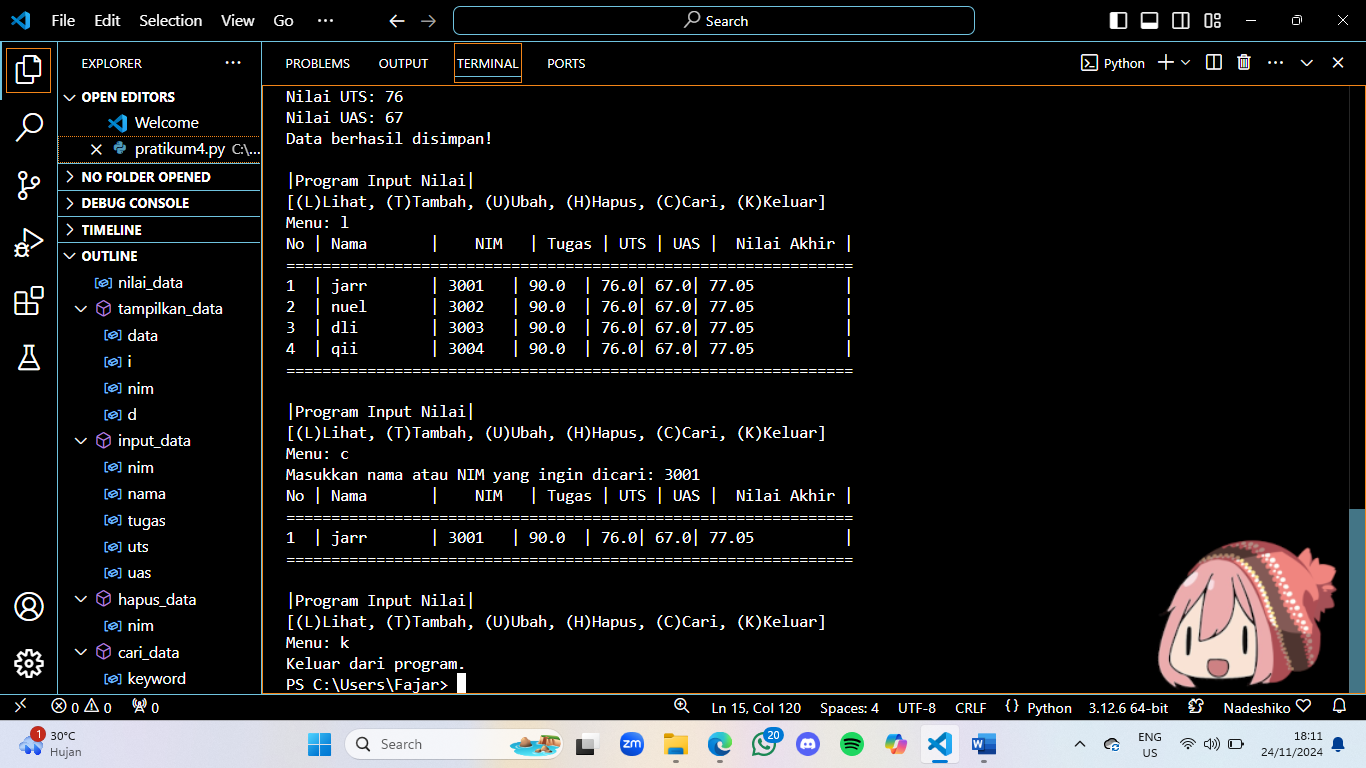 File Edit Selection View Go ··· Search
EXPLORER ···
OPEN EDITORS
Welcome
pratikum4.py C:\...
NO FOLDER OPENED
DEBUG CONSOLE
TIMELINE
OUTLINE
nilai_data
tampilkan_data
data
i
nim
d
input_data
nim
nama
tugas
uts
uas
hapus_data
nim
cari_data
keyword
PROBLEMS OUTPUT TERMINAL PORTS Python
Nilai UTS: 76
Nilai UAS: 67
Data berhasil disimpan!
|Program Input Nilai|
[(L)Lihat, (T)Tambah, (U)Ubah, (H)Hapus, (C)Cari, (K)Keluar]
Menu: l
No | Nama       |    NIM   | Tugas | UTS | UAS |  Nilai Akhir |
===============================================================
1  | jarr       | 3001   | 90.0  | 76.0| 67.0| 77.05          |
2  | nuel       | 3002   | 90.0  | 76.0| 67.0| 77.05          |
3  | dli        | 3003   | 90.0  | 76.0| 67.0| 77.05          |
4  | qii        | 3004   | 90.0  | 76.0| 67.0| 77.05          |
===============================================================
|Program Input Nilai|
[(L)Lihat, (T)Tambah, (U)Ubah, (H)Hapus, (C)Cari, (K)Keluar]
Menu: c
Masukkan nama atau NIM yang ingin dicari: 3001
No | Nama       |    NIM   | Tugas | UTS | UAS |  Nilai Akhir |
===============================================================
1  | jarr       | 3001   | 90.0  | 76.0| 67.0| 77.05          |
===============================================================
|Program Input Nilai|
[(L)Lihat, (T)Tambah, (U)Ubah, (H)Hapus, (C)Cari, (K)Keluar]
Menu: k
Keluar dari program.
PS C:\Users\Fajar>
0 0 0 Ln 15, Col 120 Spaces: 4 UTF-8 CRLF {} Python 3.12.6 64-bit Nadeshiko ♡
1 30°C
Hujan
Search
zm
20
ENG
US
18:11
24/11/2024